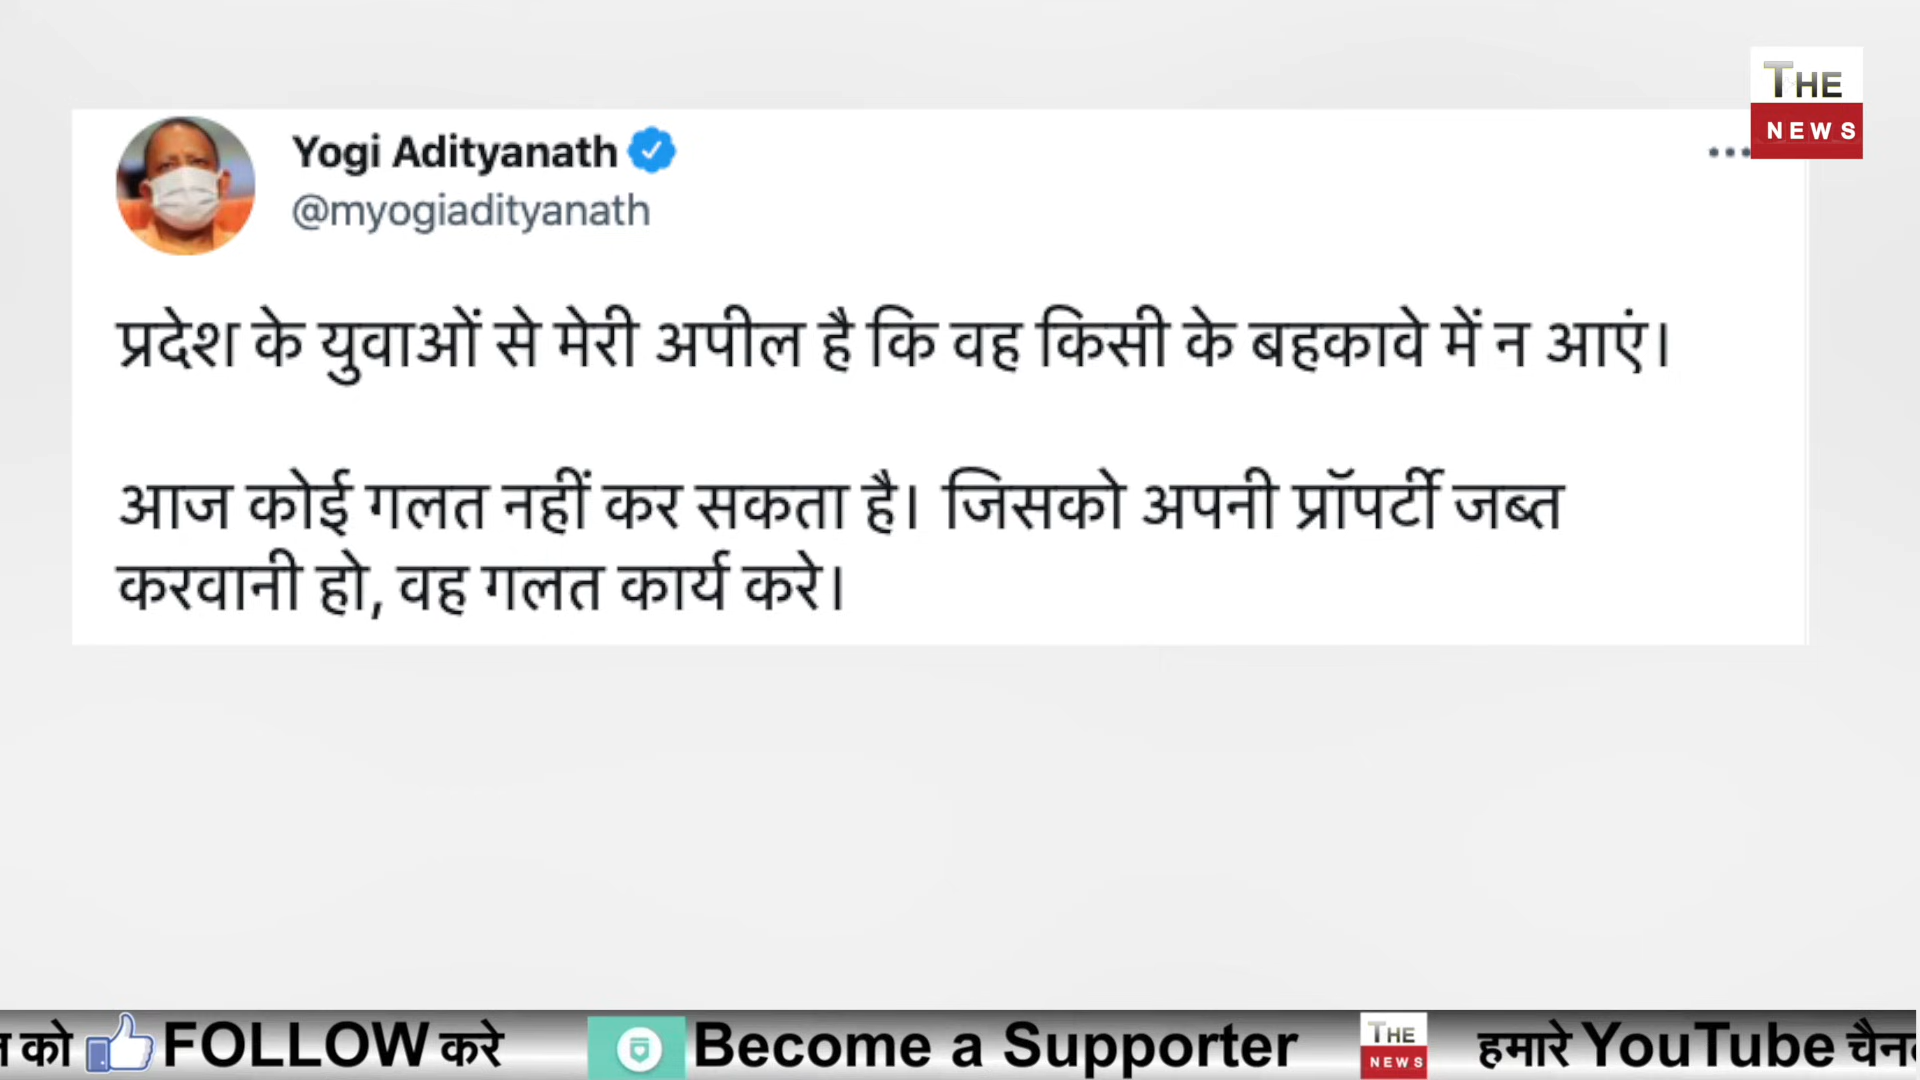 THE
NEWS
Yogi Adityanath
@myogiadityanath
प्रदेश के युवाओं से मेरी अपील है कि वह किसी के बहकावे में न आएं।
आज कोई गलत नहीं कर सकता है। जिसको अपनी प्रॉपर्टी जब्त
करवानी हो, वह गलत कार्य करे।
को FOLLOW करे Become a Supporter THE NEWS हमारे YouTube